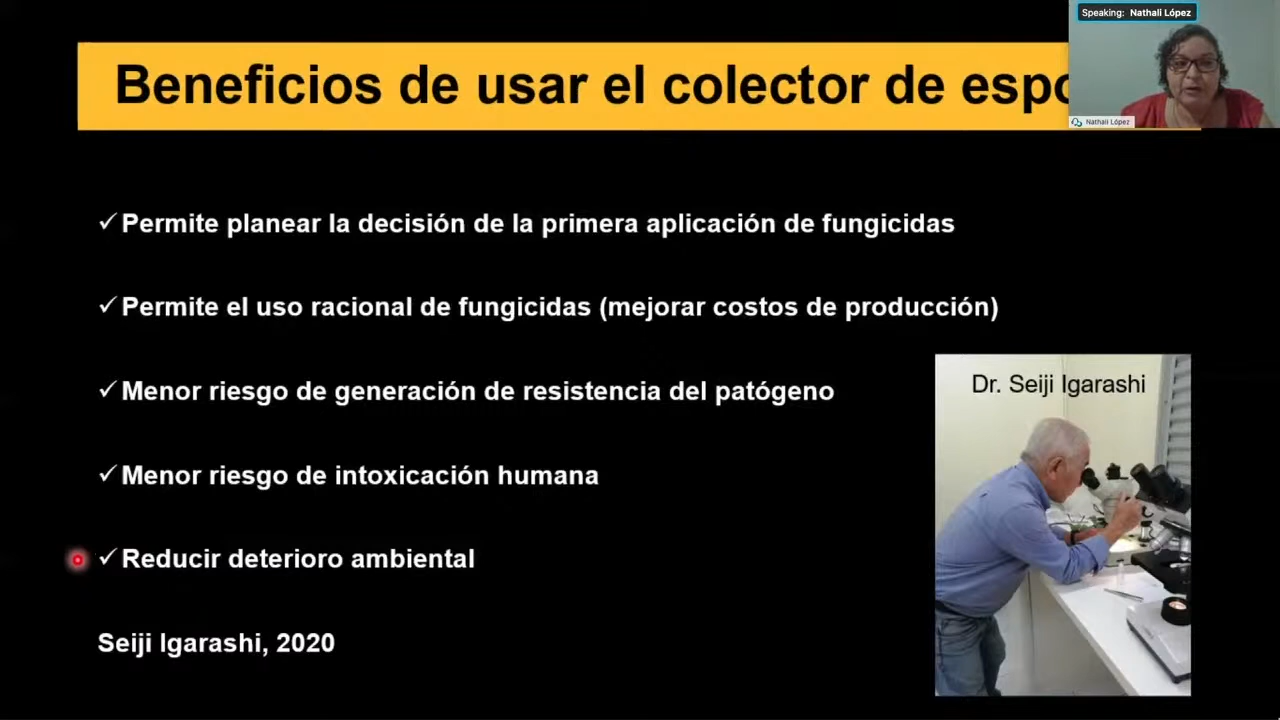 Speaking: Nathali López
Beneficios de usar el colector de espo
Nathali López
✓Permite planear la decisión de la primera aplicación de fungicidas
✓Permite el uso racional de fungicidas (mejorar costos de producción)
✓Menor riesgo de generación de resistencia del patógeno
Dr. Seiji Igarashi
✓Menor riesgo de intoxicación humana
✓Reducir deterioro ambiental
Seiji Igarashi, 2020